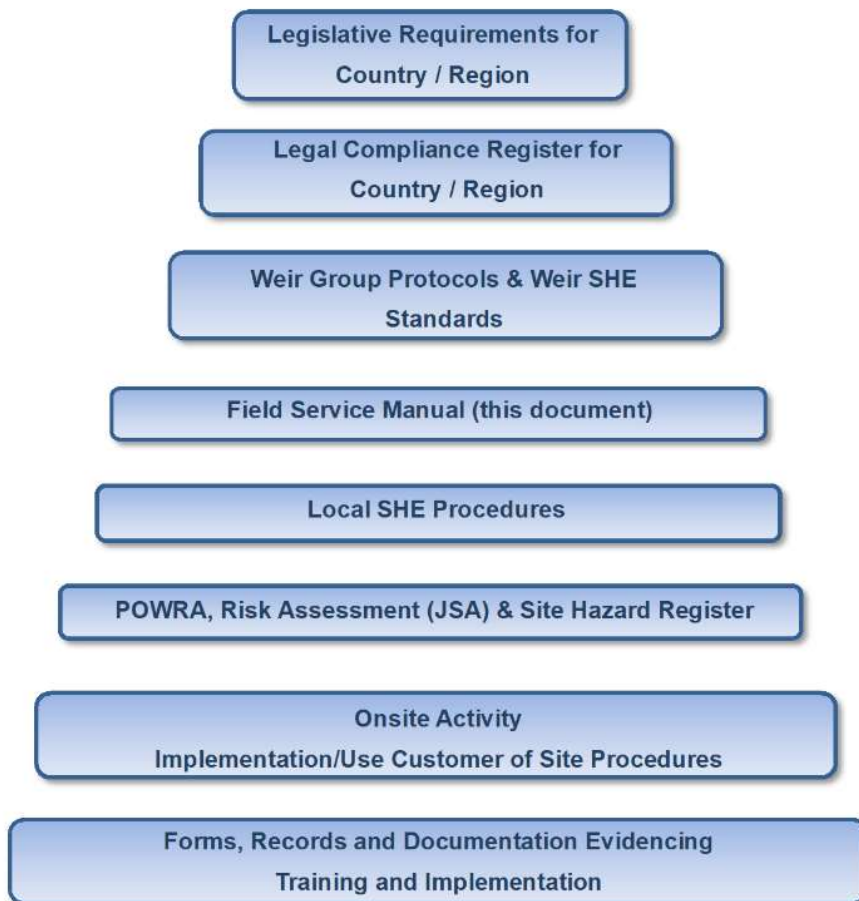 Legislative Requirements for
Country / Region
Legal Compliance Register for
Country / Region
Weir Group Protocols & Weir SHE
Standards
Field Service Manual (this document)
Local SHE Procedures
POWRA, Risk Assessment (JSA) & Site Hazard Register
Onsite Activity
Implementation/Use Customer of Site Procedures
Forms, Records and Documentation Evidencing
Training and Implementation